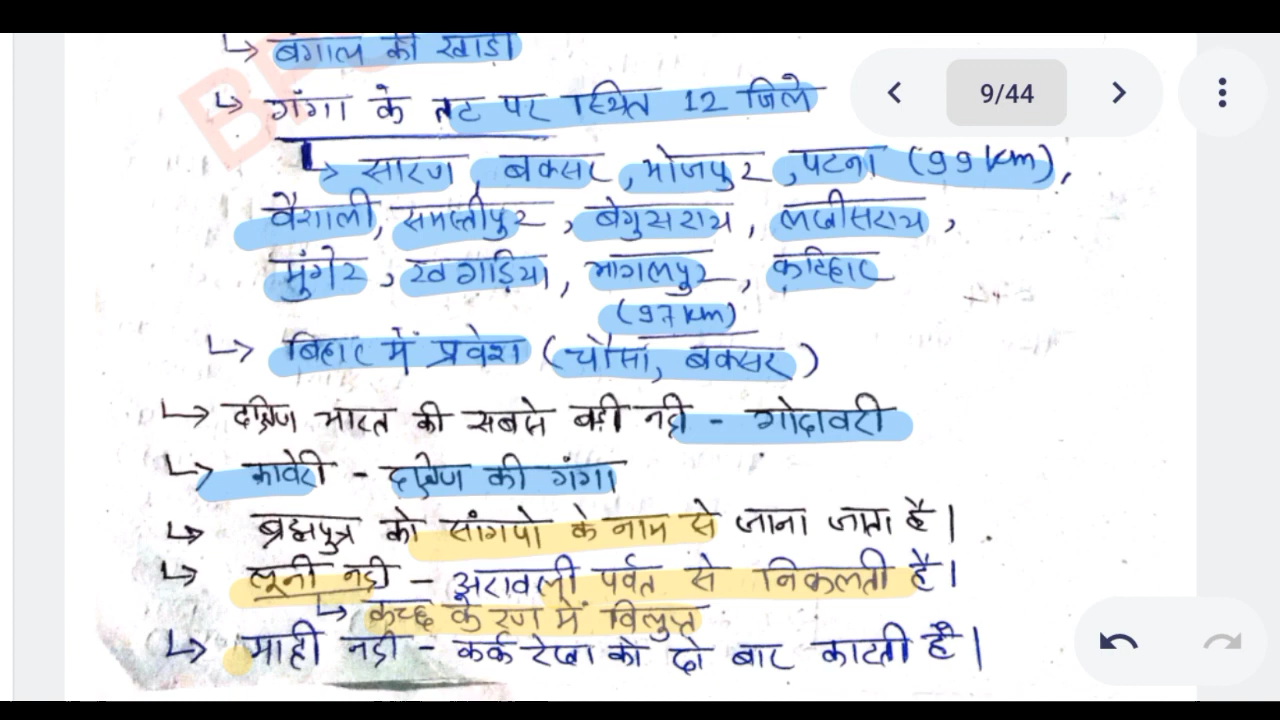 ↳ बंगाल की खाड़ी
↳ गंगा के तट पर स्थित 12 जिले
9/44
↳ सारण, बक्सर, भोजपुर, पटना (99 km),
वैशाली, समस्तीपुर, बेगुसराय, लखीसराय,
मुंगेर, खगड़िया, भागलपुर, कटिहार
(97 km)
↳ बिहार में प्रवेश (चौसा, बक्सर)
↳ दक्षिण भारत की सबसे बड़ी नदी - गोदावरी
↳ कावेरी - दक्षिण की गंगा
↳ ब्रह्मपुत्र को सांगपो के नाम से जाना जाता है।
↳ लूनी नदी - अरावली पर्वत से निकलती है।
↳ कच्छ के रण में विलुप्त
↳ माही नदी - कर्क रेखा को दो बार काटती है।